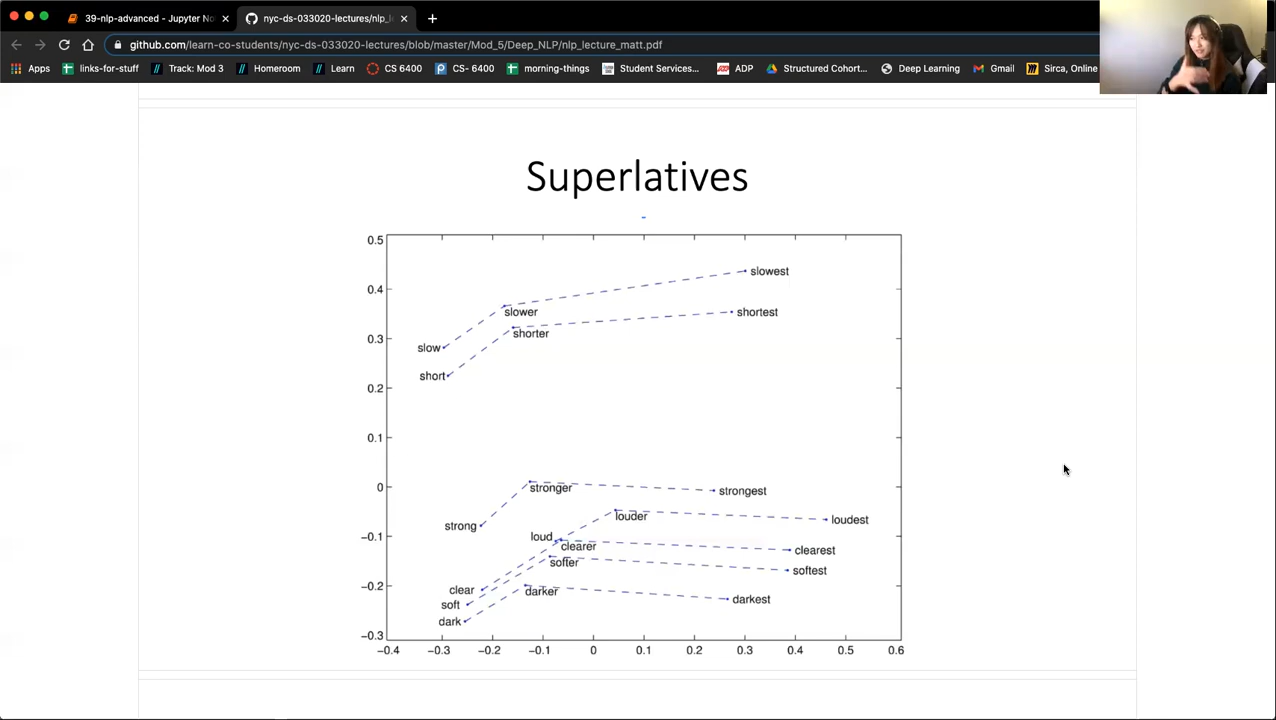 39-nlp-advanced - Jupyter No
nyc-ds-033020-lectures/nlp_l
github.com/learn-co-students/nyc-ds-033020-lectures/blob/master/Mod_5/Deep_NLP/nlp_lecture_matt.pdf
Apps links-for-stuff Track: Mod 3 Homeroom Learn CS 6400 CS- 6400 morning-things Student Services... ADP Structured Cohort... Deep Learning Gmail Sirca, Online
Superlatives
0.5
slowest
0.4
slower
shortest
0.3
shorter
slow
short
0.2
0.1
0
stronger
strongest
strong
louder
loudest
−0.1
loud
clearer
clearest
softer
softest
−0.2
clear
darker
darkest
soft
dark
−0.3
−0.4 −0.3 −0.2 −0.1 0 0.1 0.2 0.3 0.4 0.5 0.6